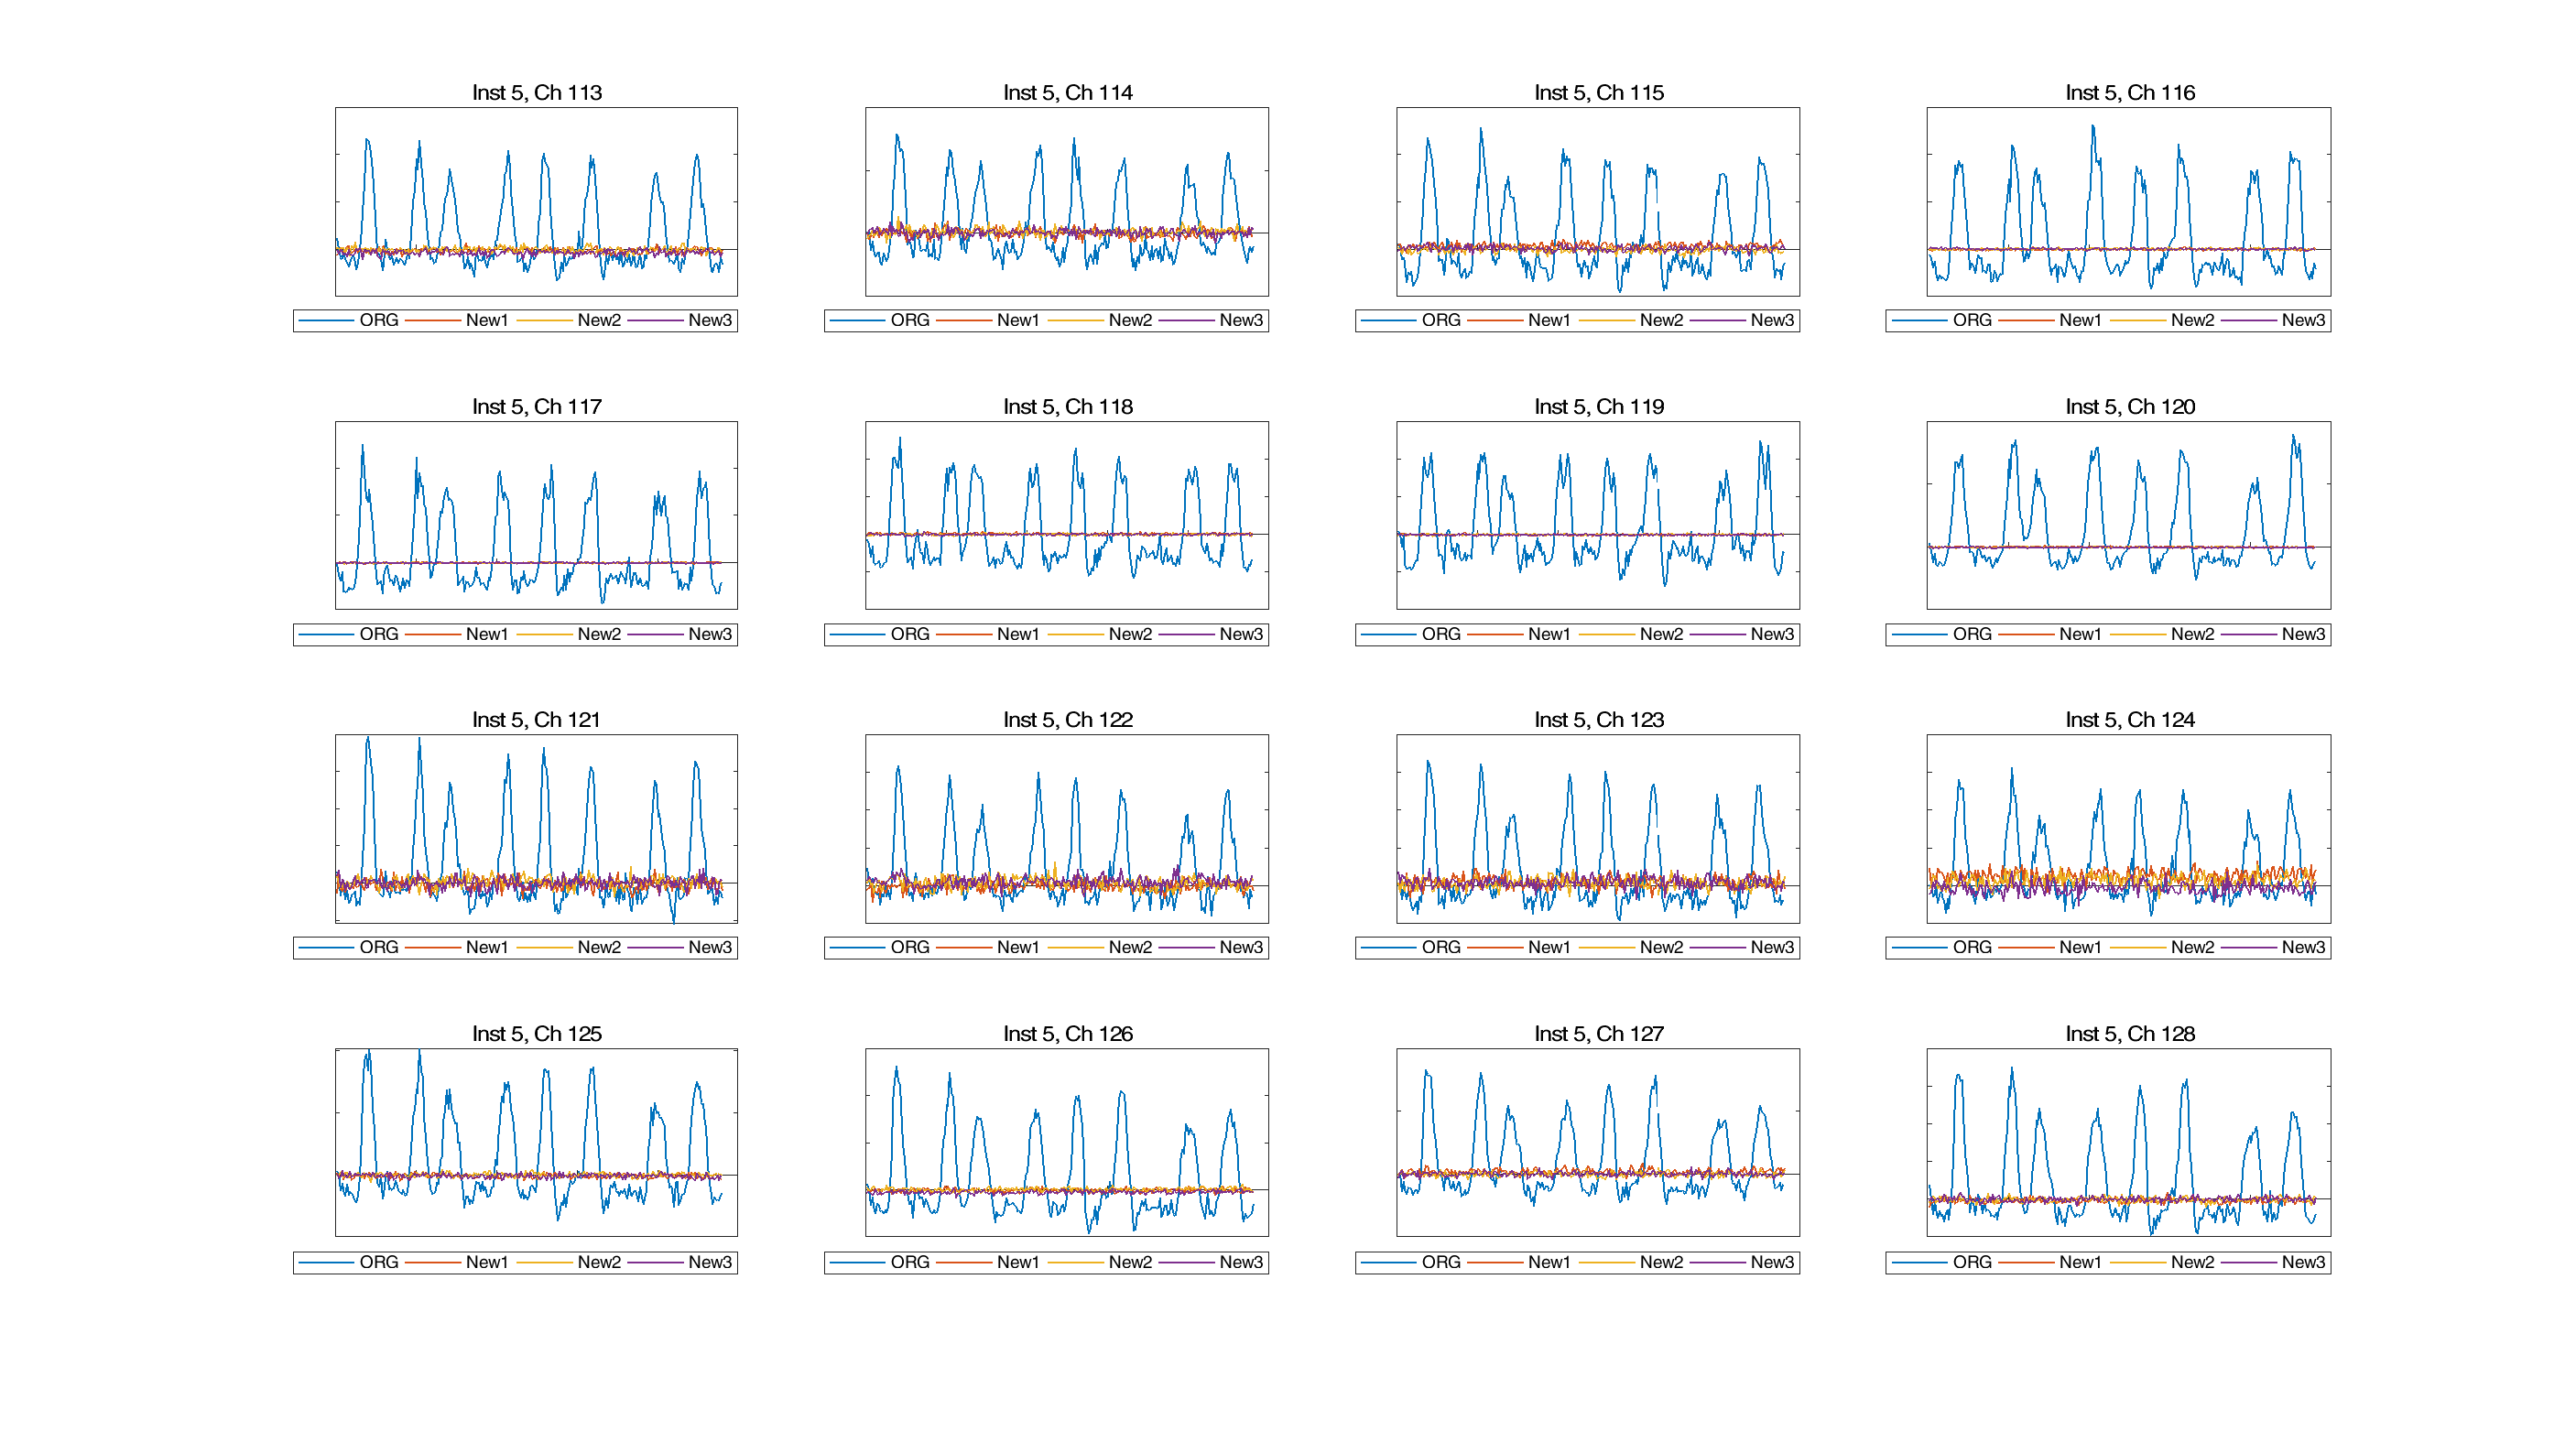 Inst 5, Ch 113
Inst 5, Ch 114
Inst 5, Ch 115
Inst 5, Ch 116
ORG New1 New2 New3
ORG New1 New2 New3
ORG New1 New2 New3
ORG New1 New2 New3
Inst 5, Ch 117
Inst 5, Ch 118
Inst 5, Ch 119
Inst 5, Ch 120
ORG New1 New2 New3
ORG New1 New2 New3
ORG New1 New2 New3
ORG New1 New2 New3
Inst 5, Ch 121
Inst 5, Ch 122
Inst 5, Ch 123
Inst 5, Ch 124
ORG New1 New2 New3
ORG New1 New2 New3
ORG New1 New2 New3
ORG New1 New2 New3
Inst 5, Ch 125
Inst 5, Ch 126
Inst 5, Ch 127
Inst 5, Ch 128
ORG New1 New2 New3
ORG New1 New2 New3
ORG New1 New2 New3
ORG New1 New2 New3